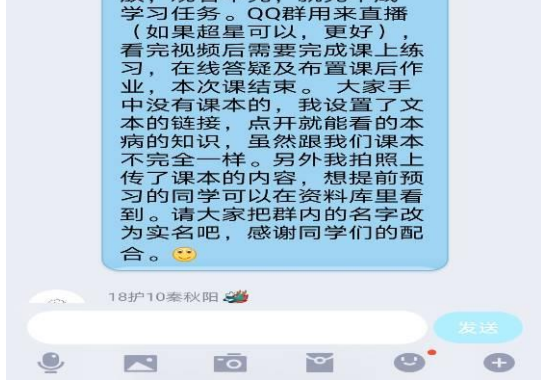 学习任务。QQ群用来直播
（如果超星可以，更好），
看完视频后需要完成课上练
习，在线答疑及布置课后作
业，本次课结束。 大家手
中没有课本的，我设置了文
本的链接，点开就能看的本
病的知识，虽然跟我们课本
不完全一样。另外我拍照上
传了课本的内容，想提前预
习的同学可以在资料库里看
到。请大家把群内的名字改
为实名吧，感谢同学们的配
合。
18护10秦秋阳
发送